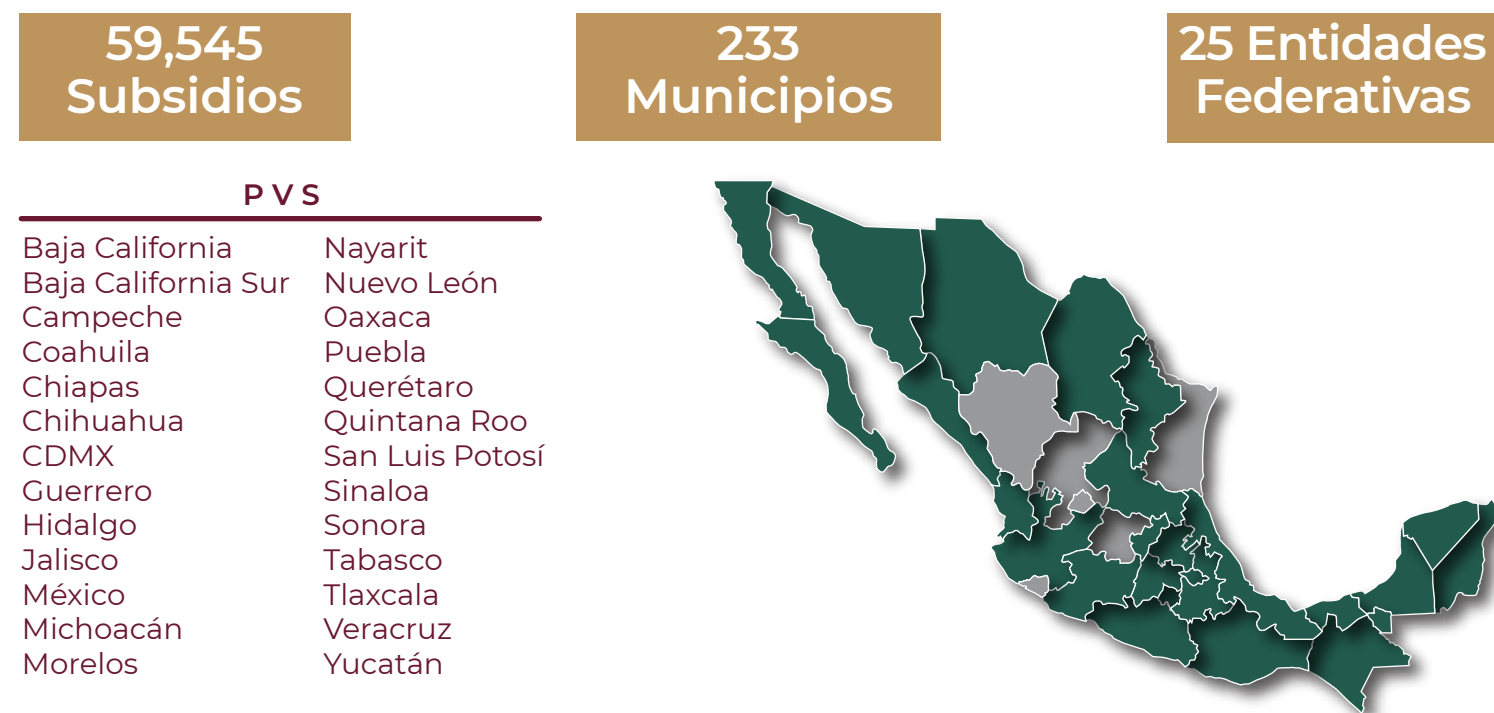 59,545
Subsidios
233
Municipios
25 Entidades
Federativas
P V S
Baja California
Baja California Sur
Campeche
Coahuila
Chiapas
Chihuahua
CDMX
Guerrero
Hidalgo
Jalisco
México
Michoacán
Morelos
Nayarit
Nuevo León
Oaxaca
Puebla
Querétaro
Quintana Roo
San Luis Potosí
Sinaloa
Sonora
Tabasco
Tlaxcala
Veracruz
Yucatán